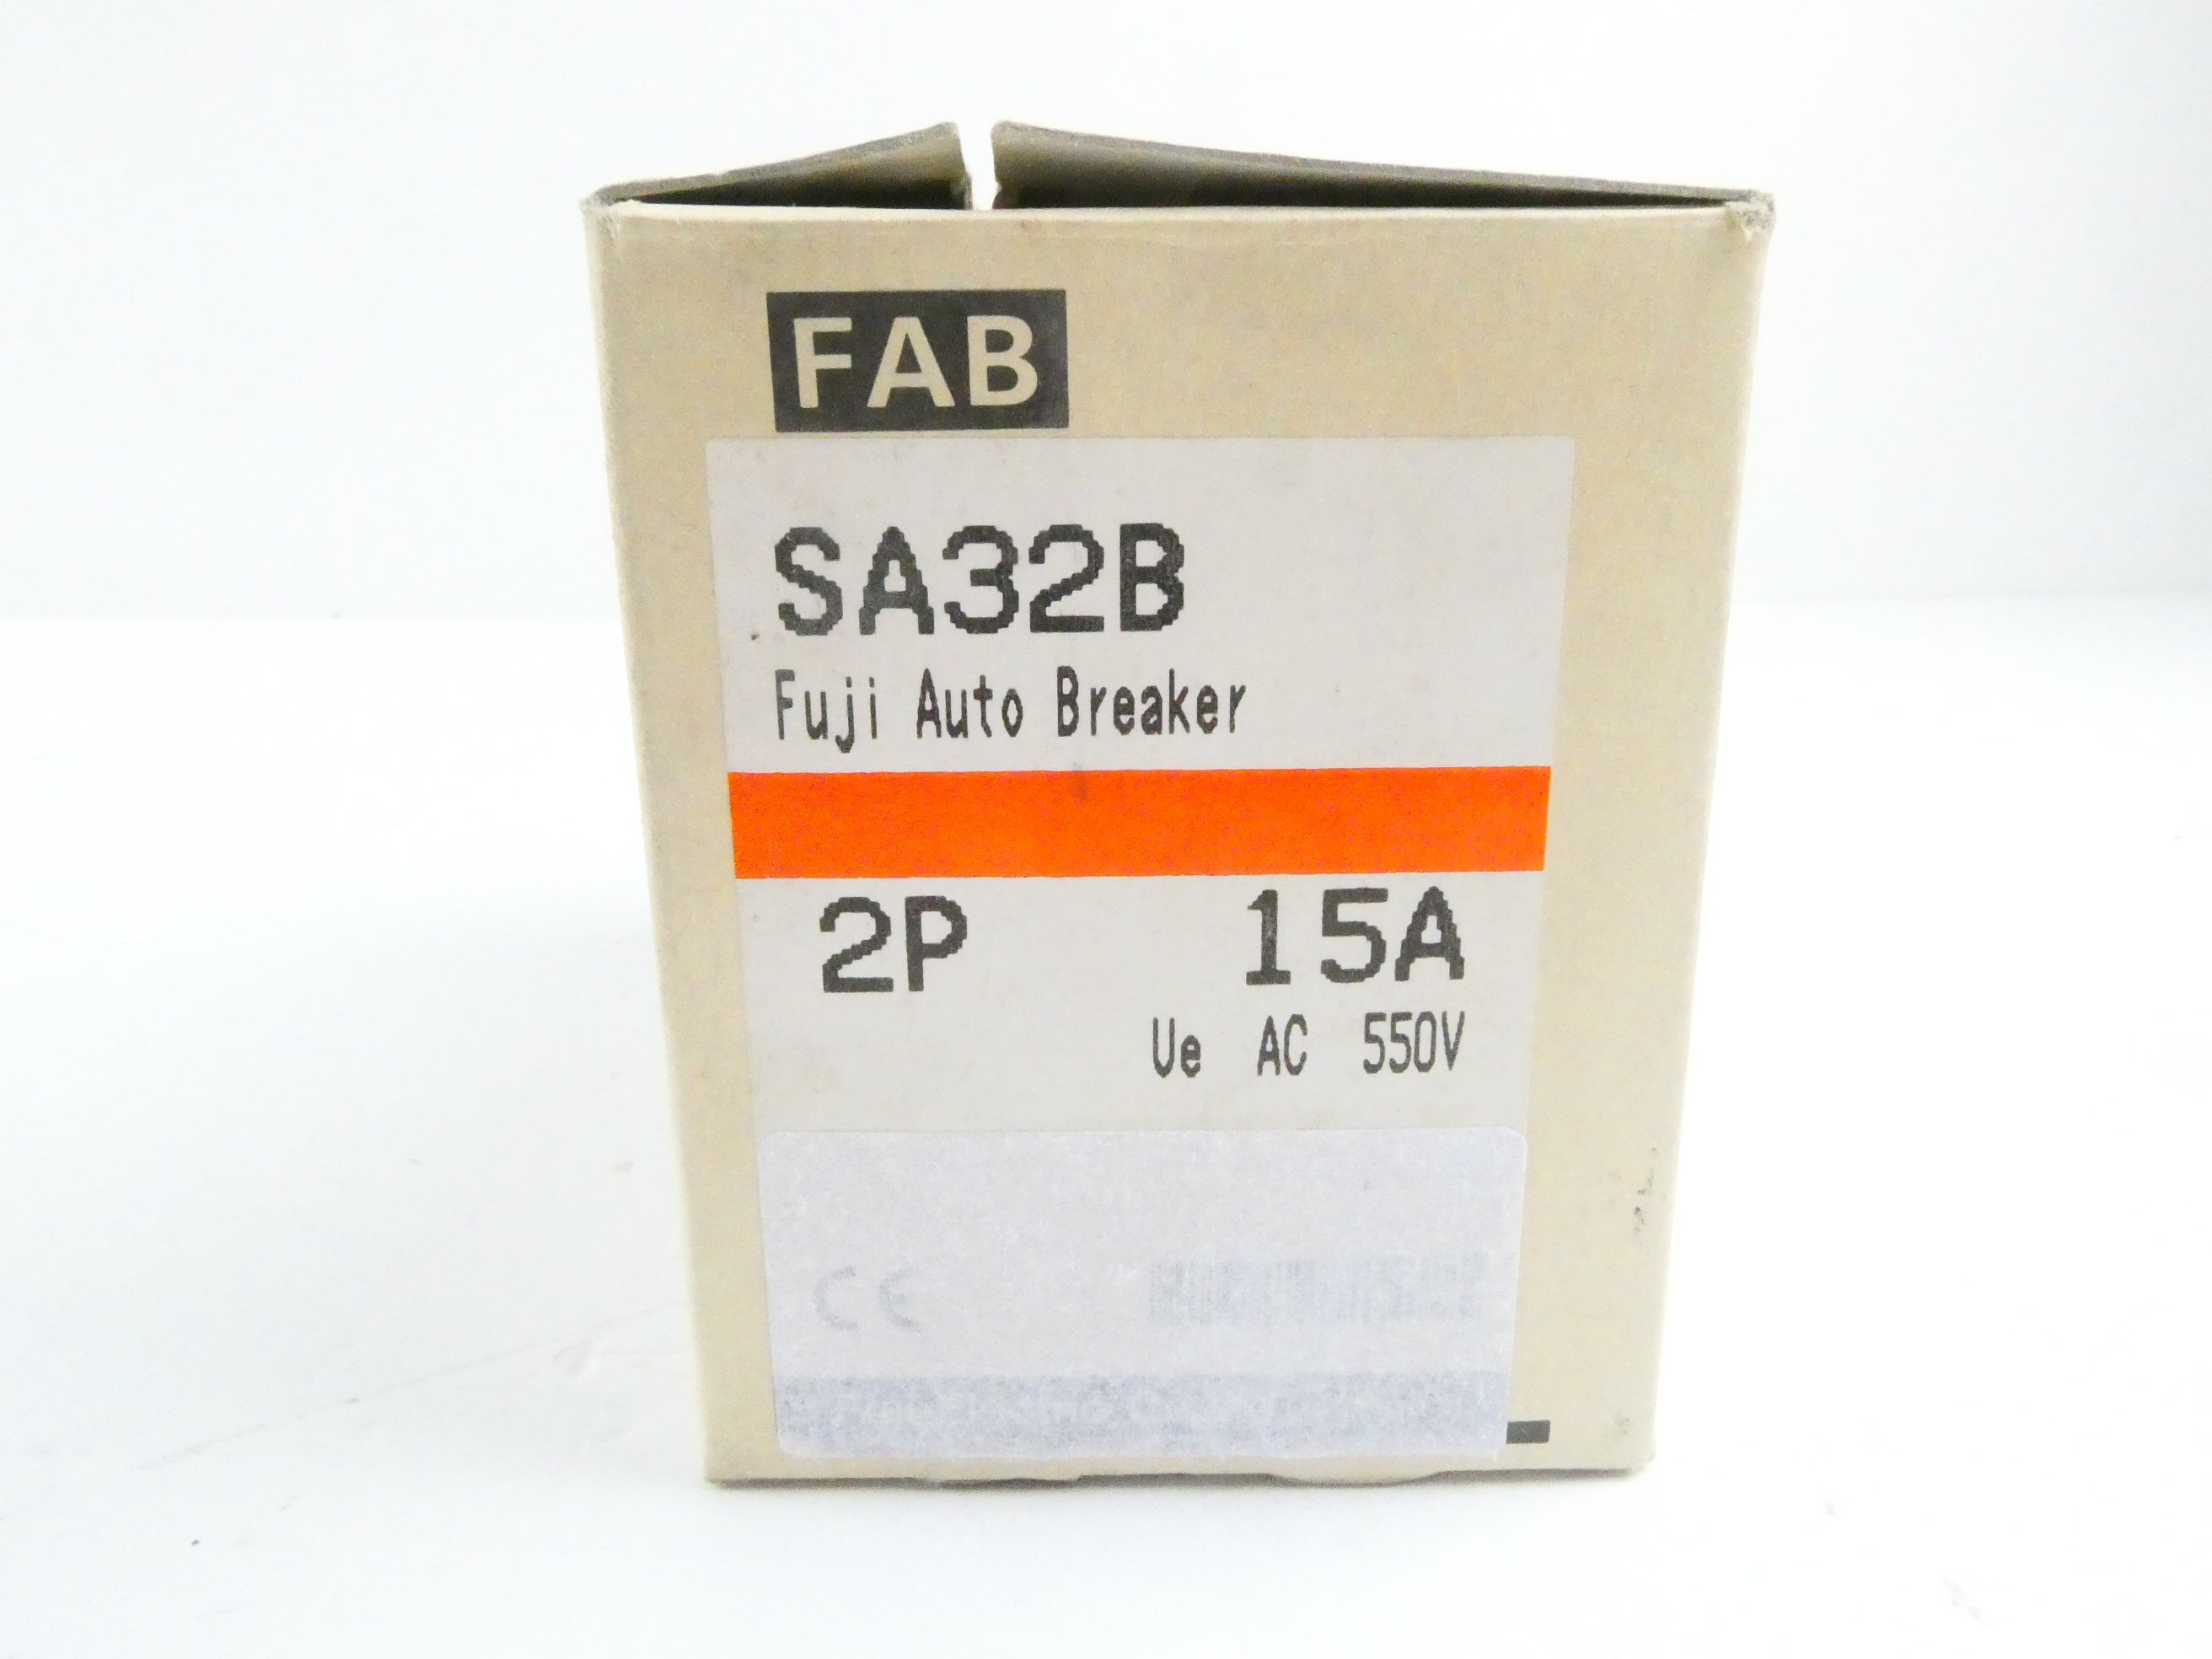 FAB
SA32B
Fuji Auto Breaker
2P 15A
Ue AC 550V
CE